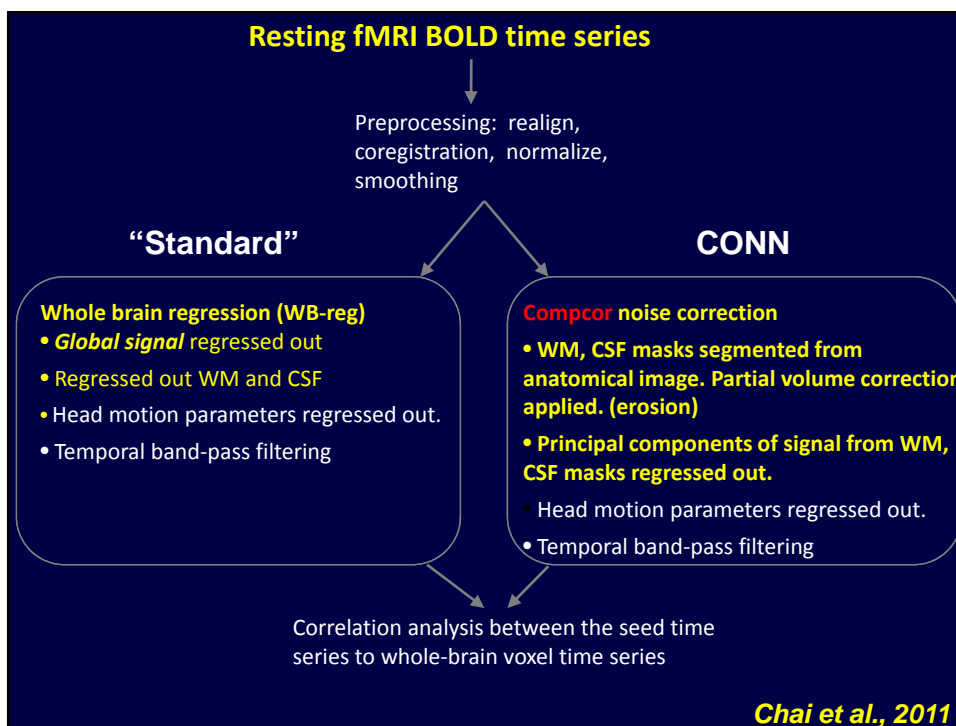 Resting fMRI BOLD time series
Preprocessing: realign,
coregistration, normalize,
smoothing
“Standard”
Whole brain regression (WB-reg)
• Global signal regressed out
• Regressed out WM and CSF
• Head motion parameters regressed out.
• Temporal band-pass filtering
CONN
Compcor noise correction
• WM, CSF masks segmented from
anatomical image. Partial volume correction
applied. (erosion)
• Principal components of signal from WM,
CSF masks regressed out.
• Head motion parameters regressed out.
• Temporal band-pass filtering
Correlation analysis between the seed time
series to whole-brain voxel time series
Chai et al., 2011